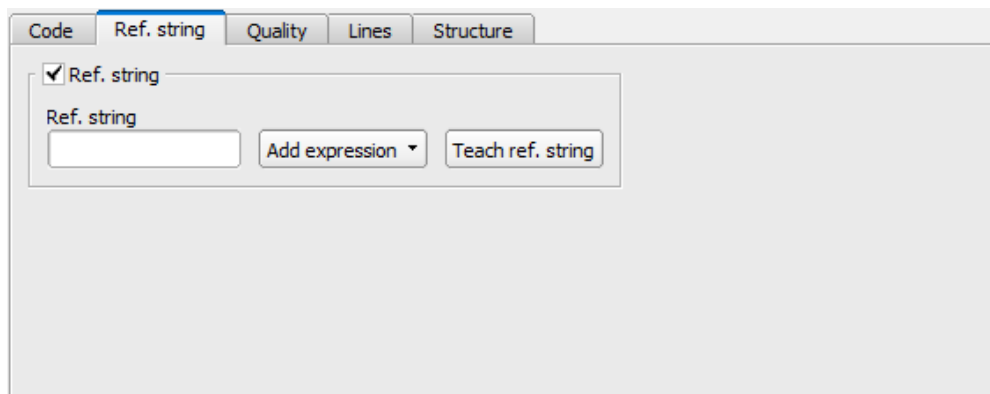 Code Ref. string Quality Lines Structure
Ref. string
Ref. string
Add expression Teach ref. string